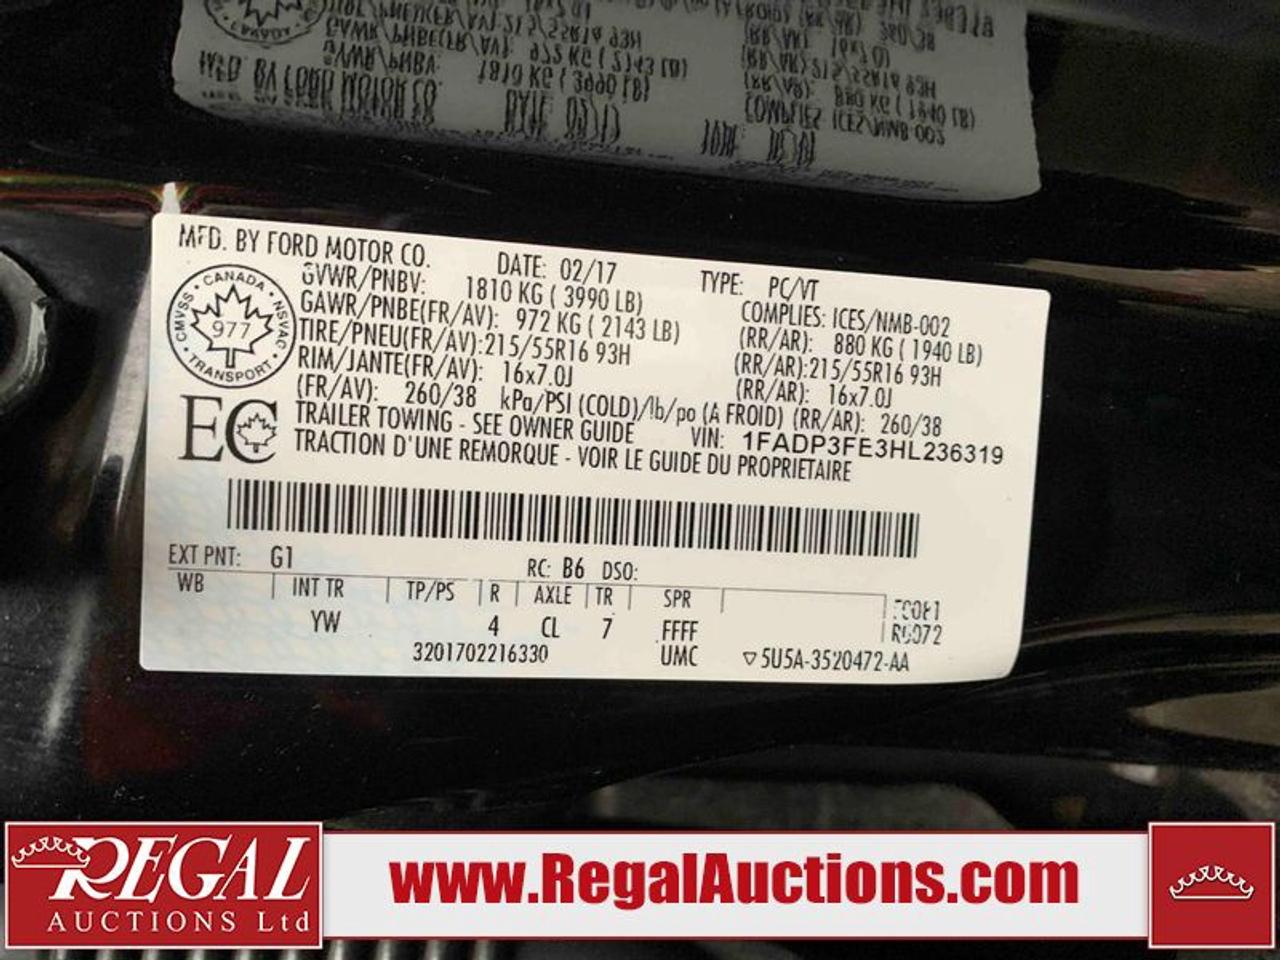 MFD. BY FORD MOTOR CO.
DATE: 02/17
TYPE: PC/VT
GVWR/PNBV: 1810 KG ( 3990 LB)
COMPLIES: ICES/NMB-002
GAWR/PNBE(FR/AV): 972 KG ( 2143 LB)
(RR/AR): 880 KG ( 1940 LB)
TIRE/PNEU(FR/AV):215/55R16 93H
(RR/AR):215/55R16 93H
RIM/JANTE(FR/AV): 16x7.0J
(RR/AR): 16x7.0J
(FR/AV): 260/38 kPa/PSI (COLD)/lb/po (A FROID) (RR/AR): 260/38
TRAILER TOWING - SEE OWNER GUIDE
VIN: 1FADP3FE3HL236319
TRACTION D'UNE REMORQUE - VOIR LE GUIDE DU PROPRIETAIRE
CANADA
CMVSS · NSVAC
977
TRANSPORT
EC
EXT PNT: G1
RC: B6 DSO:
WB | INT TR | TP/PS | R | AXLE | TR | SPR
YW 4 CL 7 FFFF
3201702216330
UMC
▽5U5A-3520472-AA
REGAL
AUCTIONS Ltd
www.RegalAuctions.com